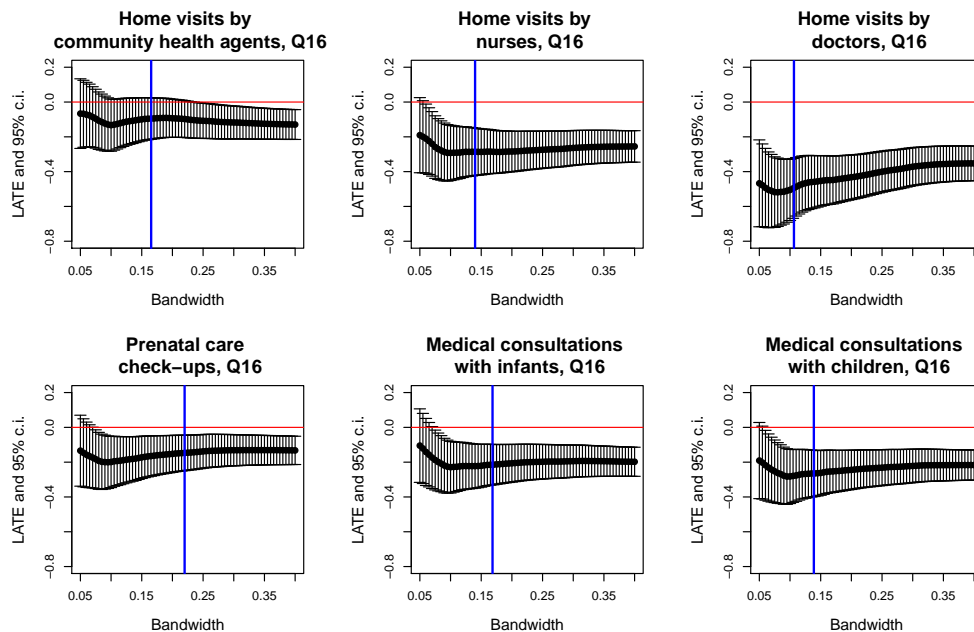 Home visits by
community health agents, Q16
LATE and 95% c.i.
0.2
0.0
−0.4
−0.8
0.05
0.15
0.25
0.35
Bandwidth
Home visits by
nurses, Q16
LATE and 95% c.i.
0.2
0.0
−0.4
−0.8
0.05
0.15
0.25
0.35
Bandwidth
Home visits by
doctors, Q16
LATE and 95% c.i.
0.2
0.0
−0.4
−0.8
0.05
0.15
0.25
0.35
Bandwidth
Prenatal care
check−ups, Q16
LATE and 95% c.i.
0.2
0.0
−0.4
−0.8
0.05
0.15
0.25
0.35
Bandwidth
Medical consultations
with infants, Q16
LATE and 95% c.i.
0.2
0.0
−0.4
−0.8
0.05
0.15
0.25
0.35
Bandwidth
Medical consultations
with children, Q16
LATE and 95% c.i.
0.2
0.0
−0.4
−0.8
0.05
0.15
0.25
0.35
Bandwidth